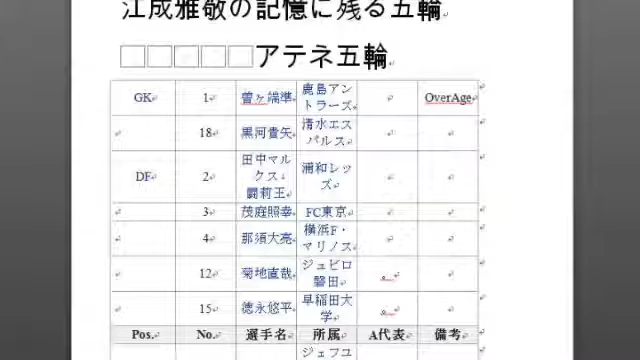 江成雅敬の記憶に残る五輪
□□□□□アテネ五輪
GK 1 曽ヶ端準 鹿島アントラーズ OverAge
18 黒河貴矢 清水エスパルス
DF 2 田中マルクス闘莉王 浦和レッズ
3 茂庭照幸 FC東京
4 那須大亮 横浜F・マリノス
12 菊地直哉 ジュビロ磐田 。
15 徳永悠平 早稲田大学 。
Pos. No. 選手名 所属 A代表 備考
ジェフユ